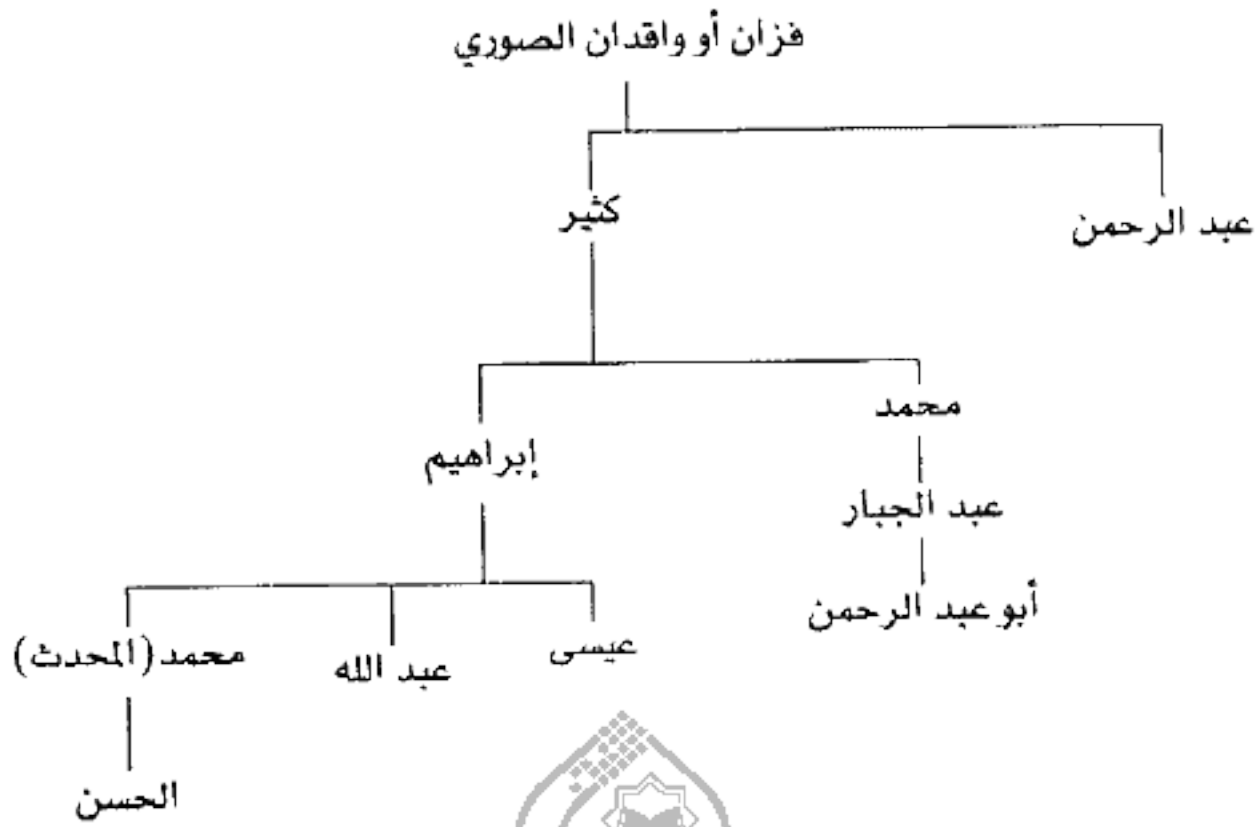 فزان أو واقدان الصوري
عبد الرحمن
كثير
محمد
إبراهيم
عبد الجبار
أبو عبد الرحمن
عيسى
عبد الله
محمد (المحدث)
الحسن